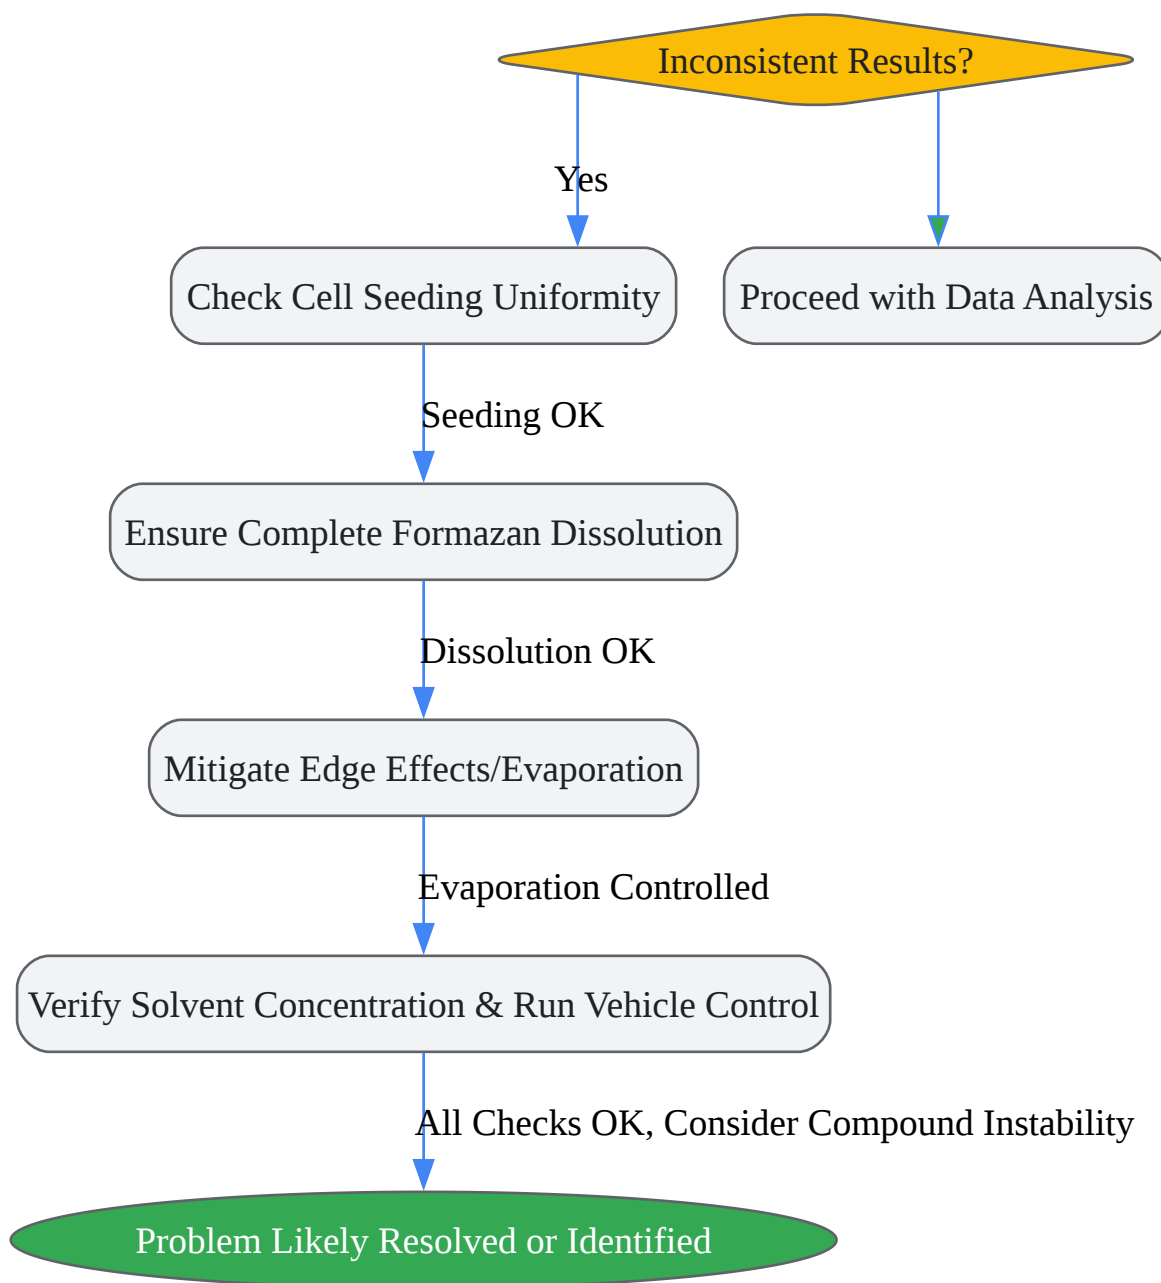 Inconsistent Results?
Yes
Check Cell Seeding Uniformity
Proceed with Data Analysis
Seeding OK
Ensure Complete Formazan Dissolution
Dissolution OK
Mitigate Edge Effects/Evaporation
Evaporation Controlled
Verify Solvent Concentration & Run Vehicle Control
All Checks OK, Consider Compound Instability
Problem Likely Resolved or Identified